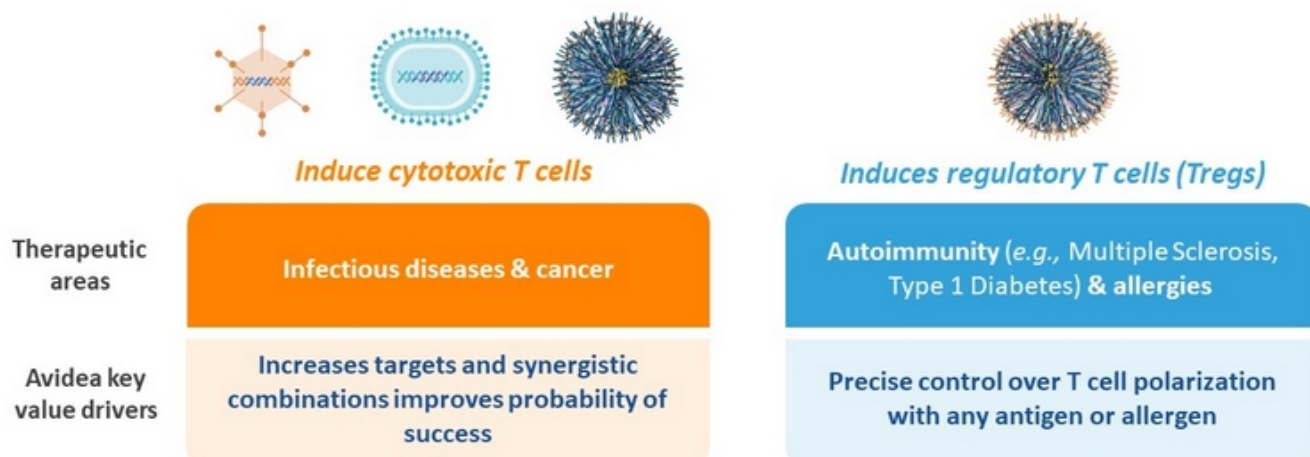 Induce cytotoxic T cells
Induces regulatory T cells (Tregs)
Therapeutic
areas
Infectious diseases & cancer
Autoimmunity (e.g., Multiple Sclerosis,
Type 1 Diabetes) & allergies
Avidea key
value drivers
Increases targets and synergistic
combinations improves probability of
success
Precise control over T cell polarization
with any antigen or allergen